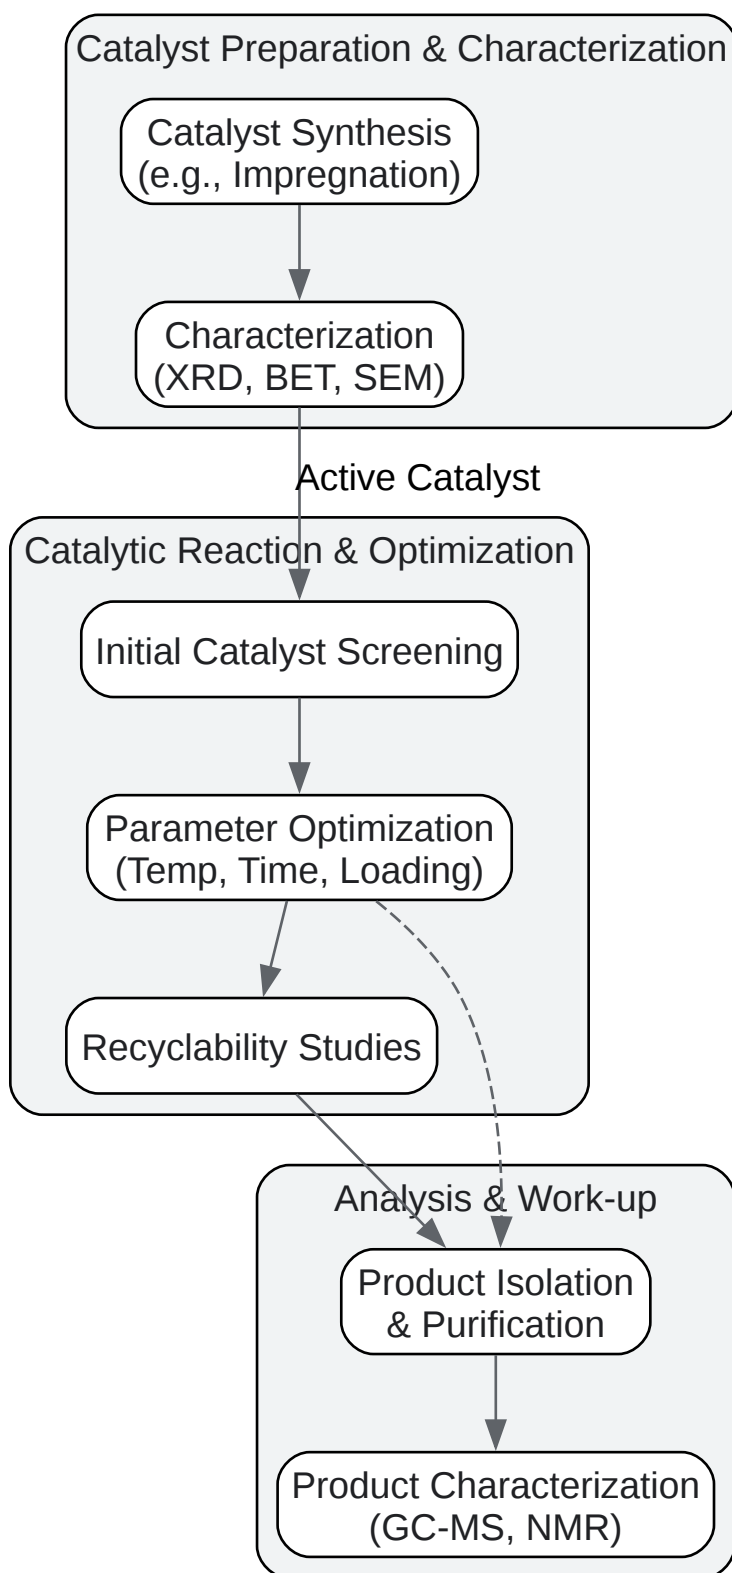 Catalyst Preparation & Characterization
Catalyst Synthesis
(e.g., Impregnation)
Characterization
(XRD, BET, SEM)
Active Catalyst
Catalytic Reaction & Optimization
Initial Catalyst Screening
Parameter Optimization
(Temp, Time, Loading)
Recyclability Studies
Analysis & Work-up
Product Isolation
& Purification
Product Characterization
(GC-MS, NMR)